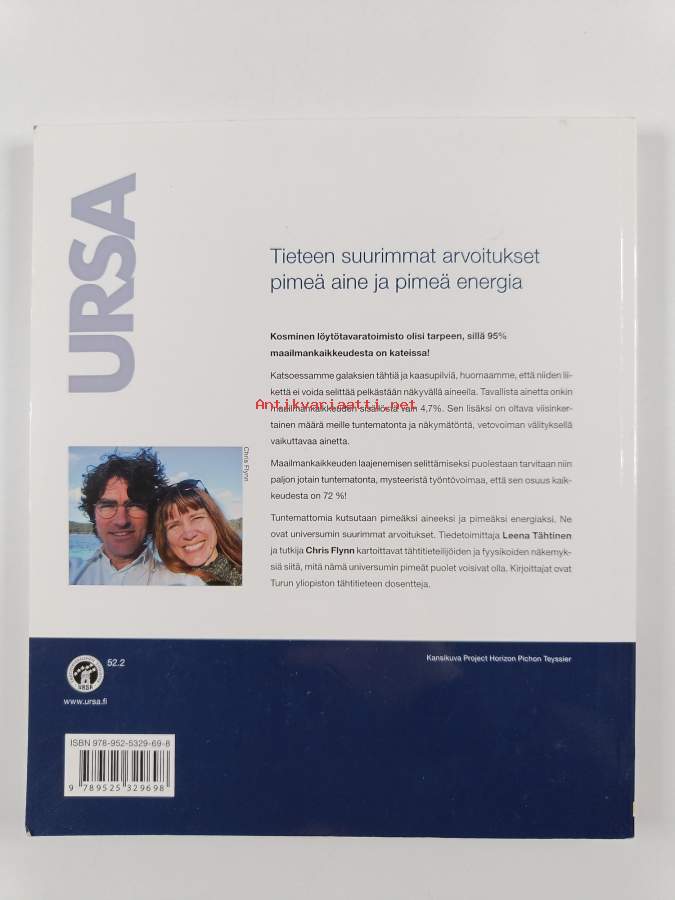 URSA
Tieteen suurimmat arvoitukset
pimeä aine ja pimeä energia
Kosminen löytötavaratoimisto olisi tarpeen, sillä 95%
maailmankaikkeudesta on kateissa!
Katsoessamme galaksien tähtiä ja kaasupilviä, huomaamme, että niiden lii-
kettä ei voida selittää pelkästään näkyvällä aineella. Tavallista ainetta onkin
Antikvariaatti.net
maailmankaikkeuden sisällöstä vain 4,7%. Sen lisäksi on oltava viisinker-
tainen määrä meille tuntematonta ja näkymätöntä, vetovoiman välityksellä
vaikuttavaa ainetta.
Maailmankaikkeuden laajenemisen selittämiseksi puolestaan tarvitaan niin
paljon jotain tuntematonta, mysteeristä työntövoimaa, että sen osuus kaik-
keudesta on 72 %!
Tuntemattomia kutsutaan pimeäksi aineeksi ja pimeäksi energiaksi. Ne
ovat universumin suurimmat arvoitukset. Tiedetoimittaja Leena Tähtinen
ja tutkija Chris Flynn kartoittavat tähtitieteilijöiden ja fyysikoiden näkemyk-
siä siitä, mitä nämä universumin pimeät puolet voisivat olla. Kirjoittajat ovat
Turun yliopiston tähtitieteen dosentteja.
Chris Flynn
Kansikuva Project Horizon Pichon Teyssier
52.2
URSA
www.ursa.fi
ISBN 978-952-5329-69-8
9 789525 329698